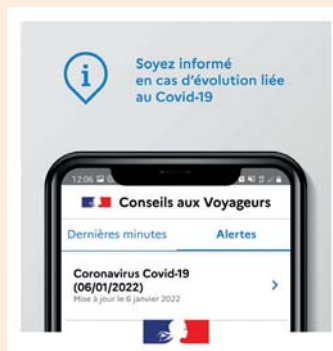 i
Soyez informé
en cas d'évolution liée
au Covid-19
12:06
Conseils aux Voyageurs
Dernières minutes Alertes
Coronavirus Covid-19
(06/01/2022)
Mise à jour le 6 janvier 2022